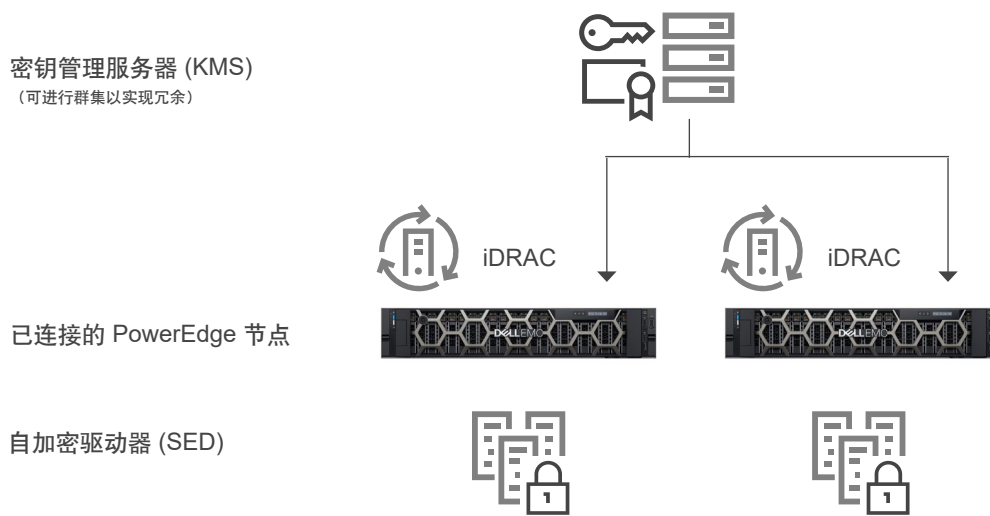 密钥管理服务器 (KMS)
（可进行群集以实现冗余）
iDRAC
iDRAC
已连接的 PowerEdge 节点
DELLEMC
DELLEMC
自加密驱动器 (SED)
1
1